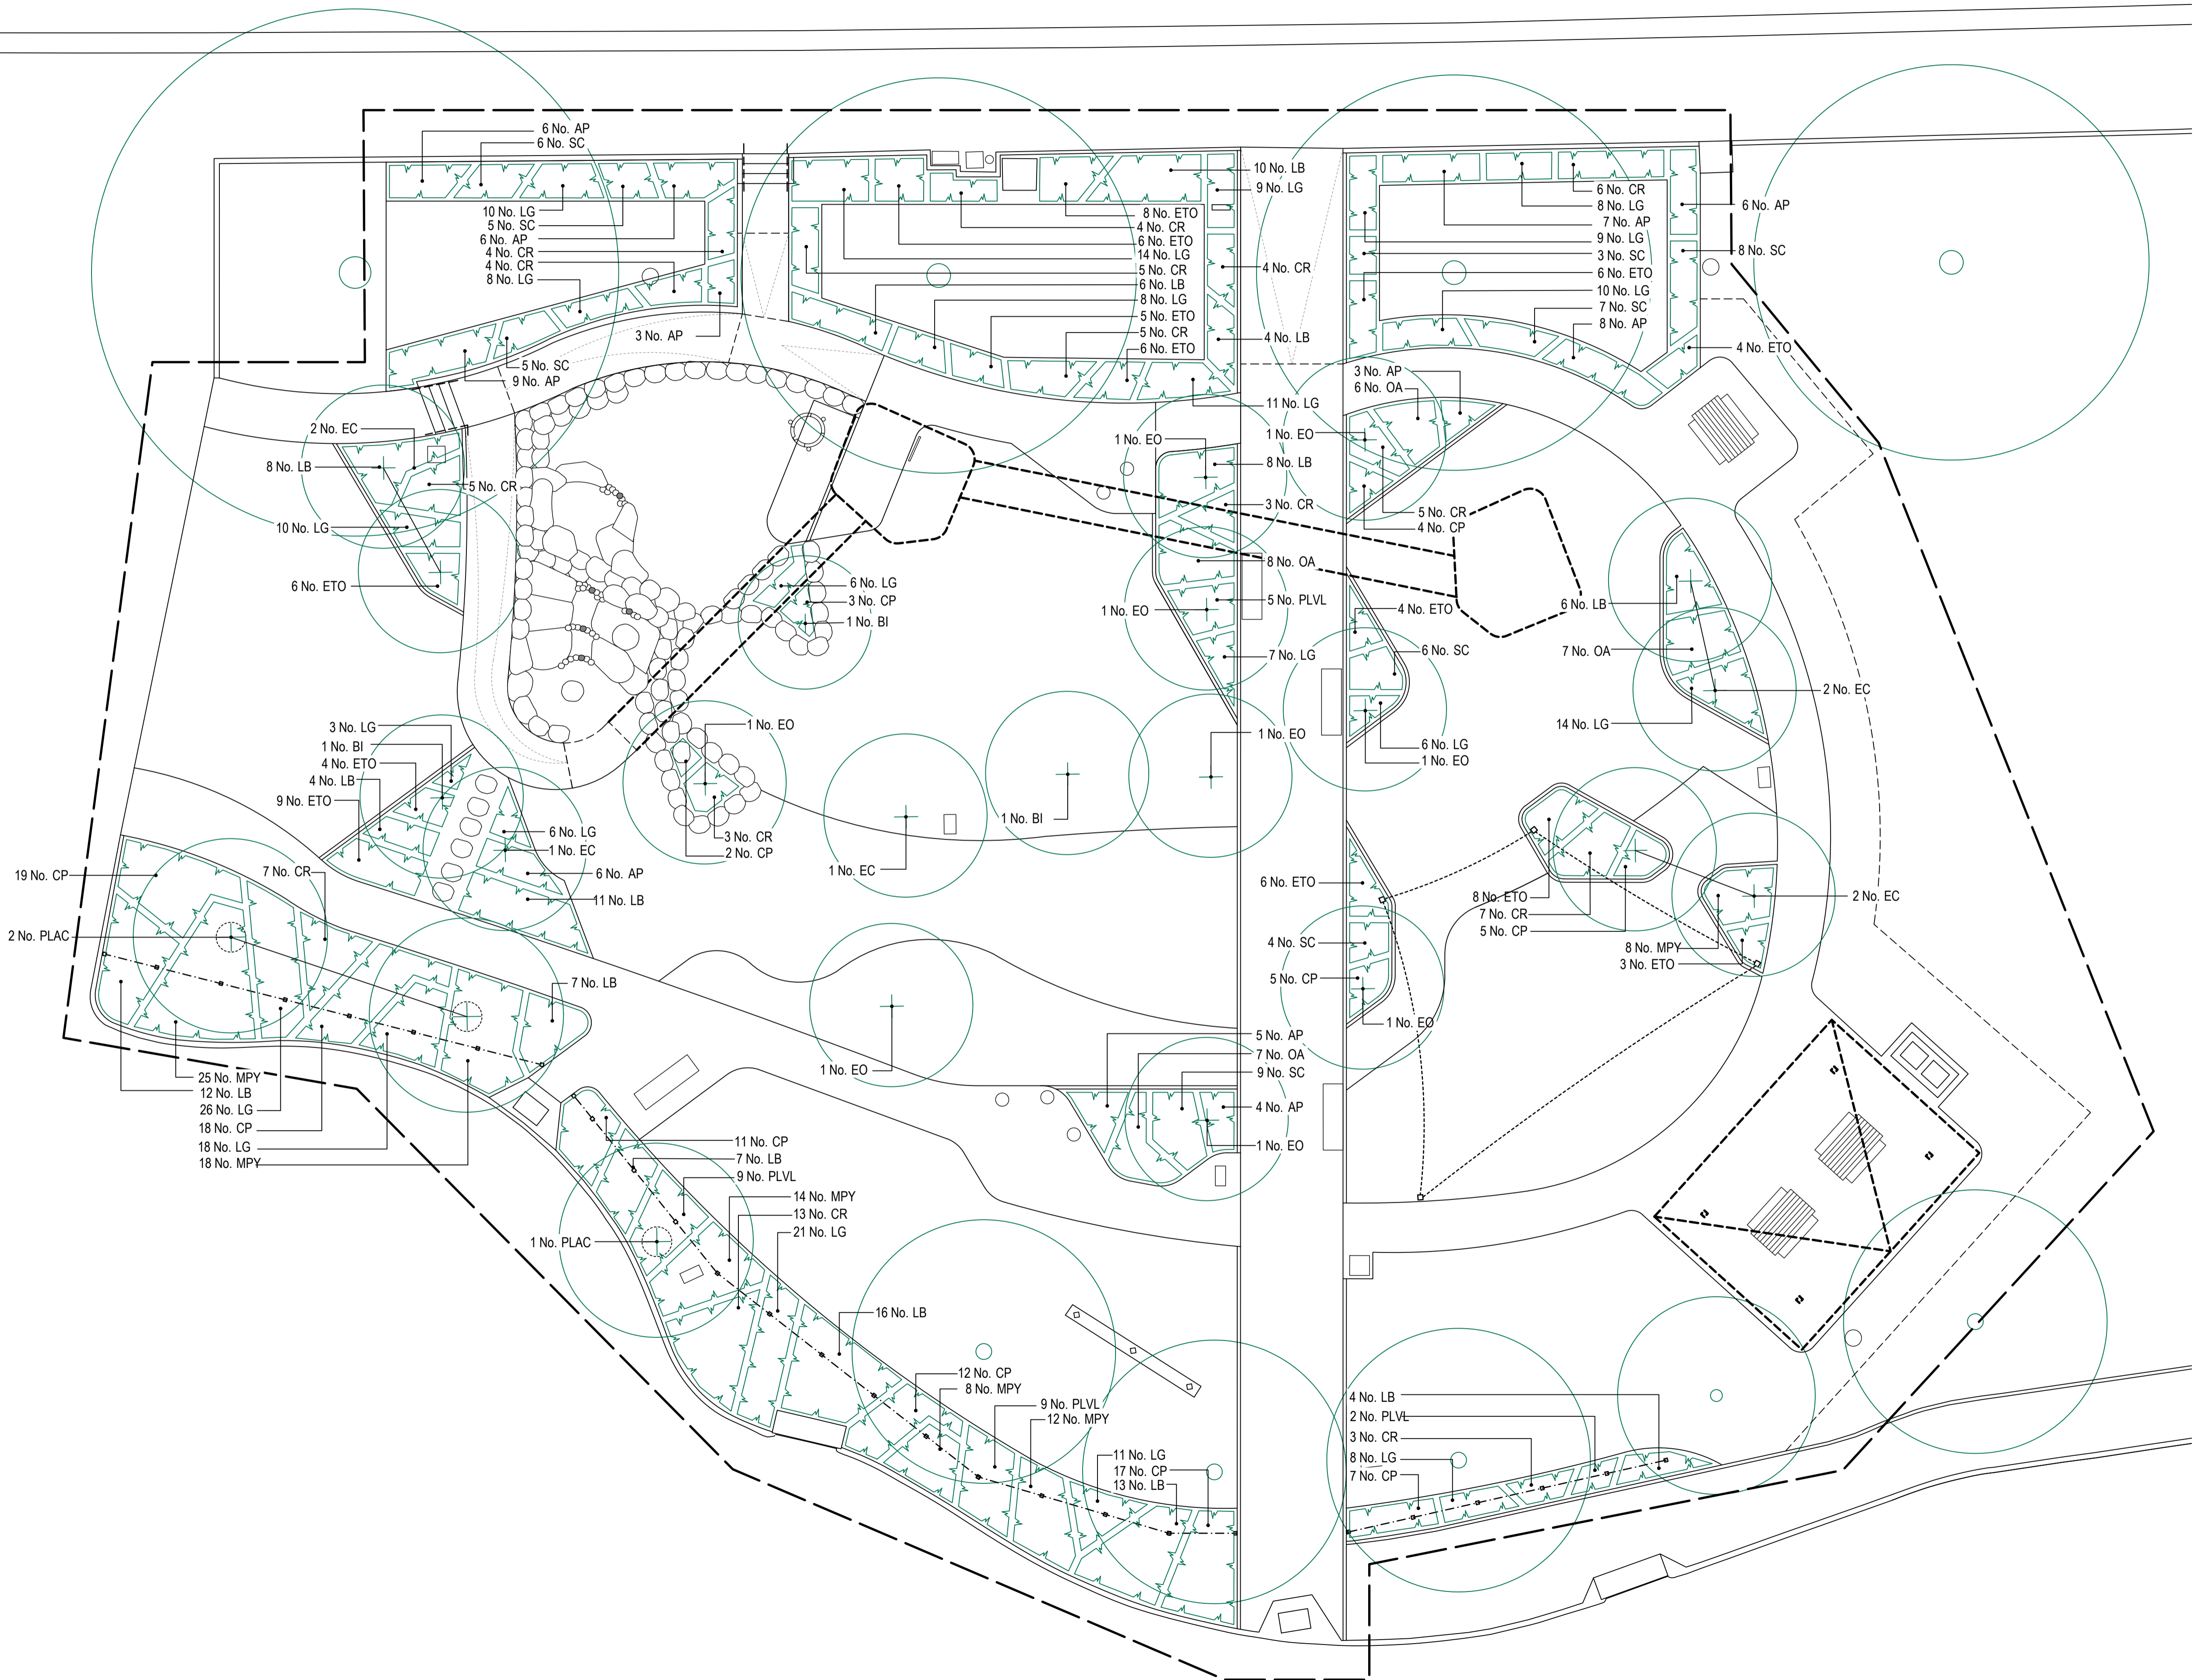 6 No. AP
6 No. SC
10 No. LG
5 No. SC
6 No. AP
4 No. CR
4 No. CR
8 No. LG
3 No. AP
5 No. SC
9 No. AP
10 No. LB
9 No. LG
8 No. ETO
4 No. CR
6 No. ETO
14 No. LG
5 No. CR
6 No. LB
8 No. LG
5 No. ETO
5 No. CR
6 No. ETO
4 No. CR
4 No. LB
11 No. LG
6 No. CR
8 No. LG
7 No. AP
9 No. LG
3 No. SC
6 No. ETO
10 No. LG
7 No. SC
8 No. AP
6 No. AP
8 No. SC
4 No. ETO
3 No. AP
6 No. OA
1 No. EO
5 No. CR
4 No. CP
2 No. EC
8 No. LB
5 No. CR
10 No. LG
6 No. ETO
1 No. EO
8 No. LB
3 No. CR
8 No. OA
5 No. PLVL
1 No. EO
7 No. LG
6 No. LG
3 No. CP
1 No. BI
4 No. ETO
6 No. SC
6 No. LG
1 No. EO
6 No. LB
7 No. OA
2 No. EC
14 No. LG
3 No. LG
1 No. BI
4 No. ETO
4 No. LB
9 No. ETO
6 No. LG
1 No. EC
6 No. AP
11 No. LB
1 No. EO
3 No. CR
2 No. CP
1 No. EO
1 No. BI
1 No. EC
1 No. EO
6 No. ETO
4 No. SC
5 No. CP
1 No. EO
8 No. ETO
7 No. CR
5 No. CP
2 No. EC
8 No. MPY
3 No. ETO
19 No. CP
7 No. CR
2 No. PLAC
7 No. LB
25 No. MPY
12 No. LB
26 No. LG
18 No. CP
18 No. LG
18 No. MPY
5 No. AP
7 No. OA
9 No. SC
4 No. AP
1 No. EO
11 No. CP
7 No. LB
9 No. PLVL
14 No. MPY
13 No. CR
21 No. LG
1 No. PLAC
16 No. LB
12 No. CP
8 No. MPY
9 No. PLVL
12 No. MPY
11 No. LG
17 No. CP
13 No. LB
4 No. LB
2 No. PLVL
3 No. CR
8 No. LG
7 No. CP